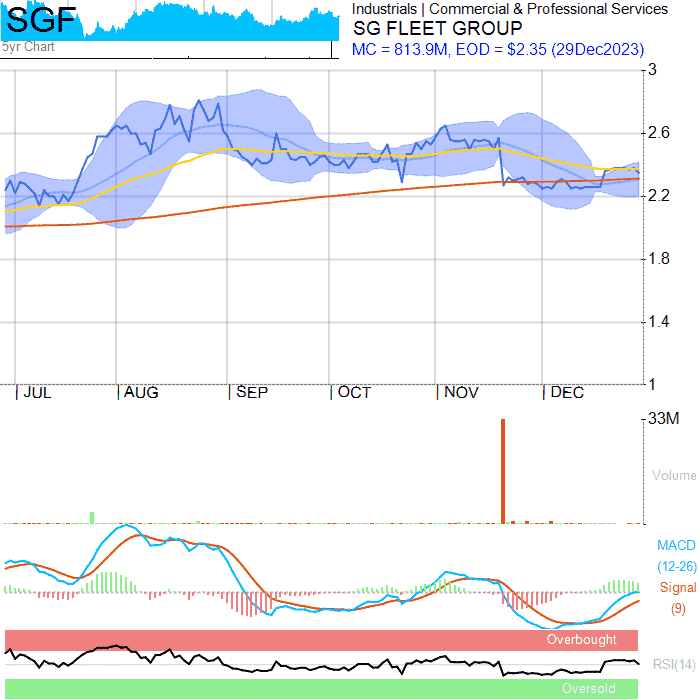 SGF
5yr Chart
Industrials | Commercial & Professional Services
SG FLEET GROUP
MC = 813.9M, EOD = $2.35 (29Dec2023)
3
2.6
2.2
1.8
1.4
1
JUL AUG SEP OCT NOV DEC
33M
Volume
MACD
(12-26)
Signal
(9)
Overbought
RSI(14)
Oversold